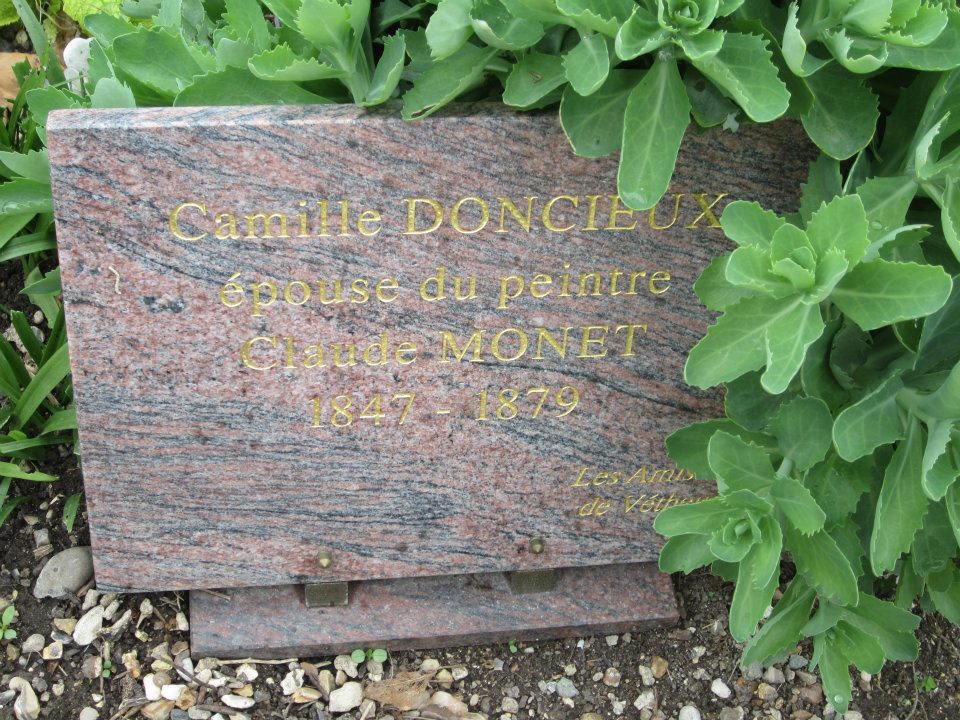 Camille DONCIEUX
épouse du peintre
Claude MONET
1847 - 1879
Les Amis
de